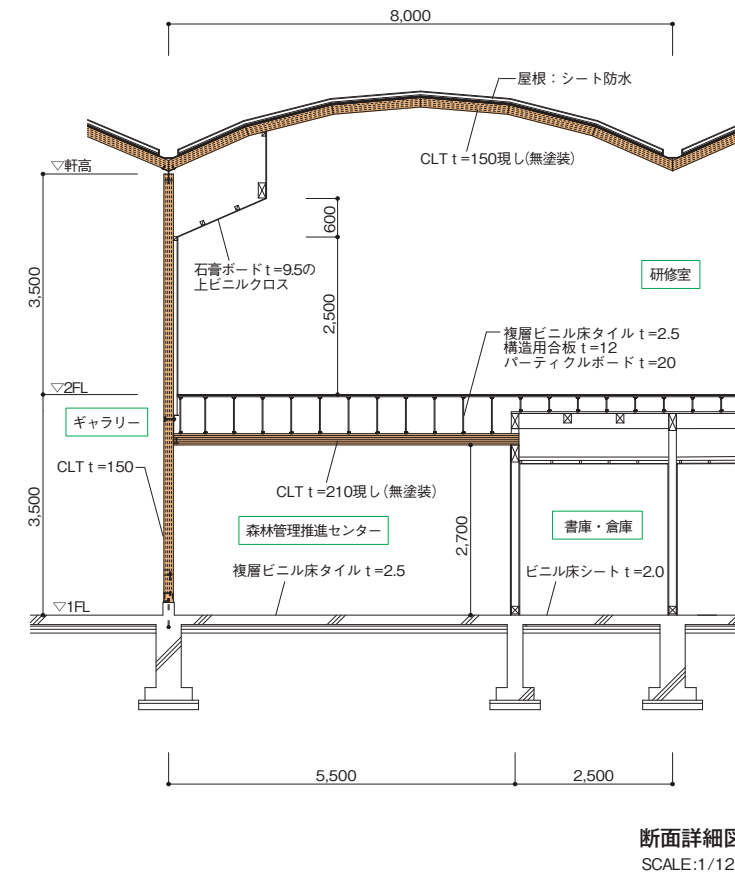 8,000
屋根：シート防水
CLT t=150現し(無塗装)
▽軒高
600
石膏ボード t=9.5の
上ビニルクロス
研修室
3,500
2,500
複層ビニル床タイル t=2.5
構造用合板 t=12
パーティクルボード t=20
▽2FL
ギャラリー
CLT t=150
CLT t=210現し(無塗装)
3,500
森林管理推進センター
2,700
書庫・倉庫
複層ビニル床タイル t=2.5
ビニル床シート t=2.0
▽1FL
5,500
2,500
断面詳細図
SCALE:1/12